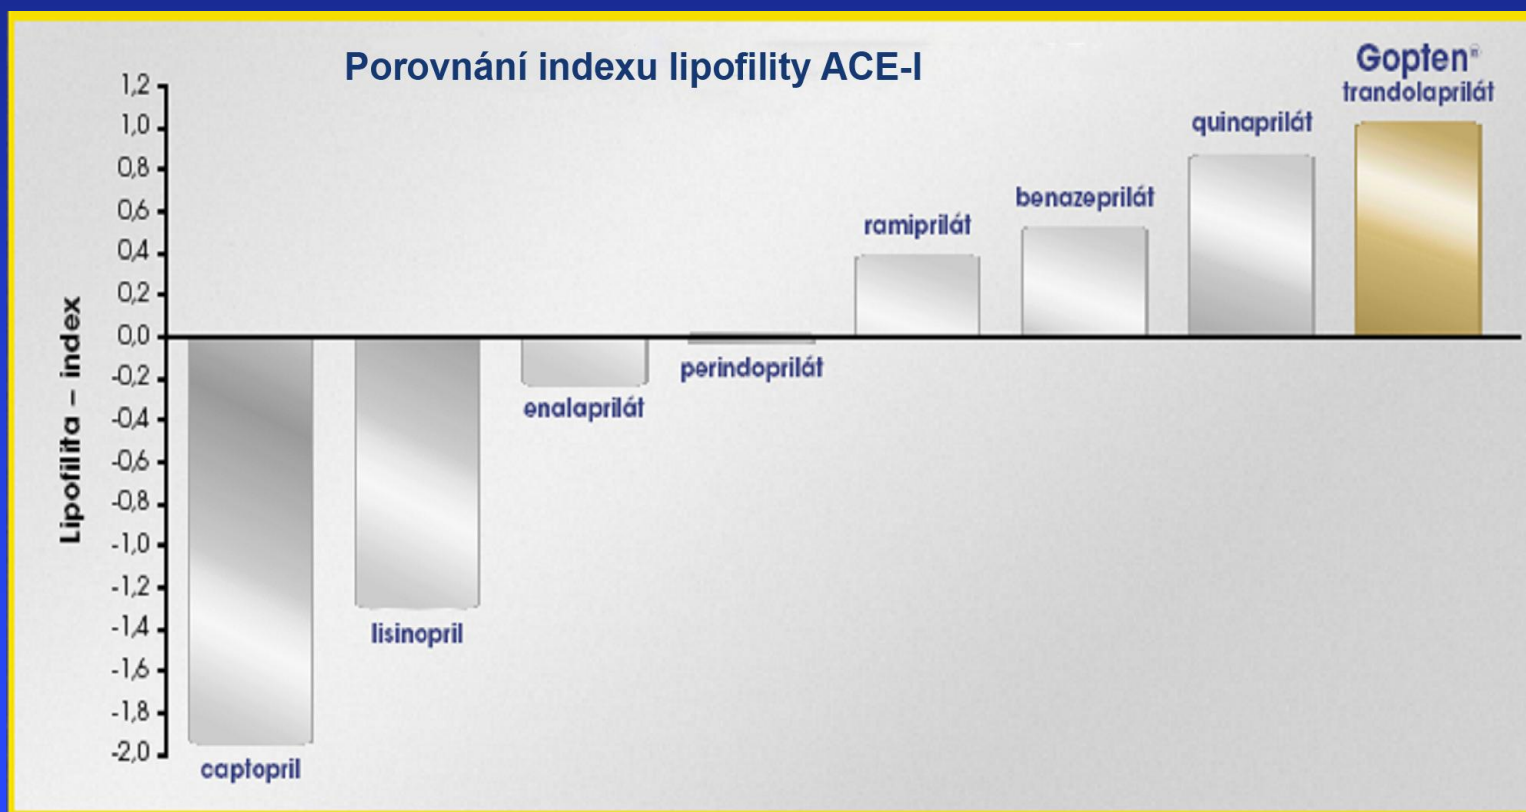 Porovnání indexu lipofility ACE-I
Gopten®
trandolaprilát
quinaprilát
benazeprilát
ramiprilát
perindoprilát
enalaprilát
lisinopril
captopril
Lipofilita – index
1,2
1,0
0,8
0,6
0,4
0,2
0,0
-0,2
-0,4
-0,6
-0,8
-1,0
-1,2
-1,4
-1,6
-1,8
-2,0